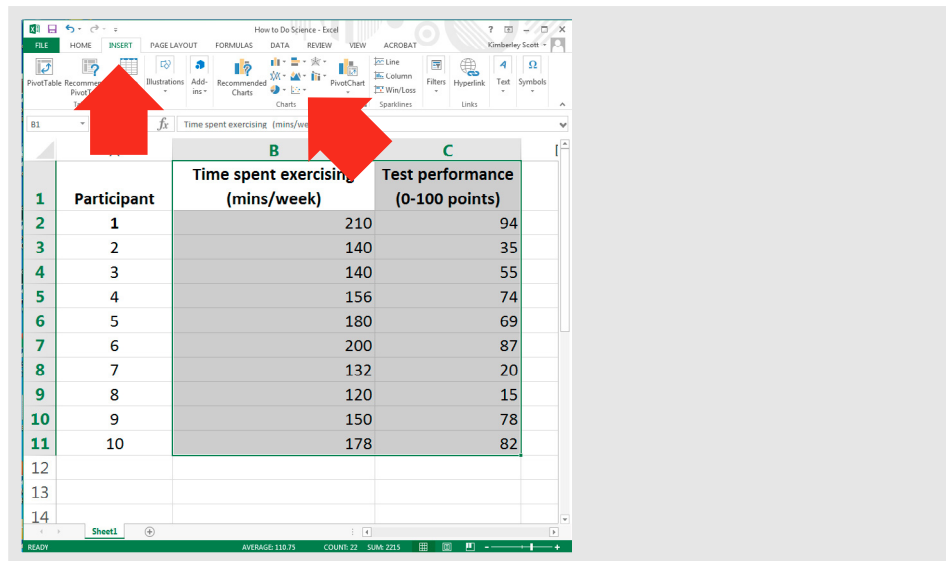 How to Do Science - Excel
FILE HOME INSERT PAGE LAYOUT FORMULAS DATA REVIEW VIEW ACROBAT Kimberley Scott
PivotTable Illustrations Add-ins Recommended Charts PivotChart Line Column Win/Loss Filters Hyperlink Text Symbols
Charts Sparklines Links
B1 fx Time spent exercising (mins/we
B C
1 Participant Time spent exercising (mins/week) Test performance (0-100 points)
2 1 210 94
3 2 140 35
4 3 140 55
5 4 156 74
6 5 180 69
7 6 200 87
8 7 132 20
9 8 120 15
10 9 150 78
11 10 178 82
12
13
14
Sheet1
READY AVERAGE: 110.75 COUNT: 22 SUM: 2215